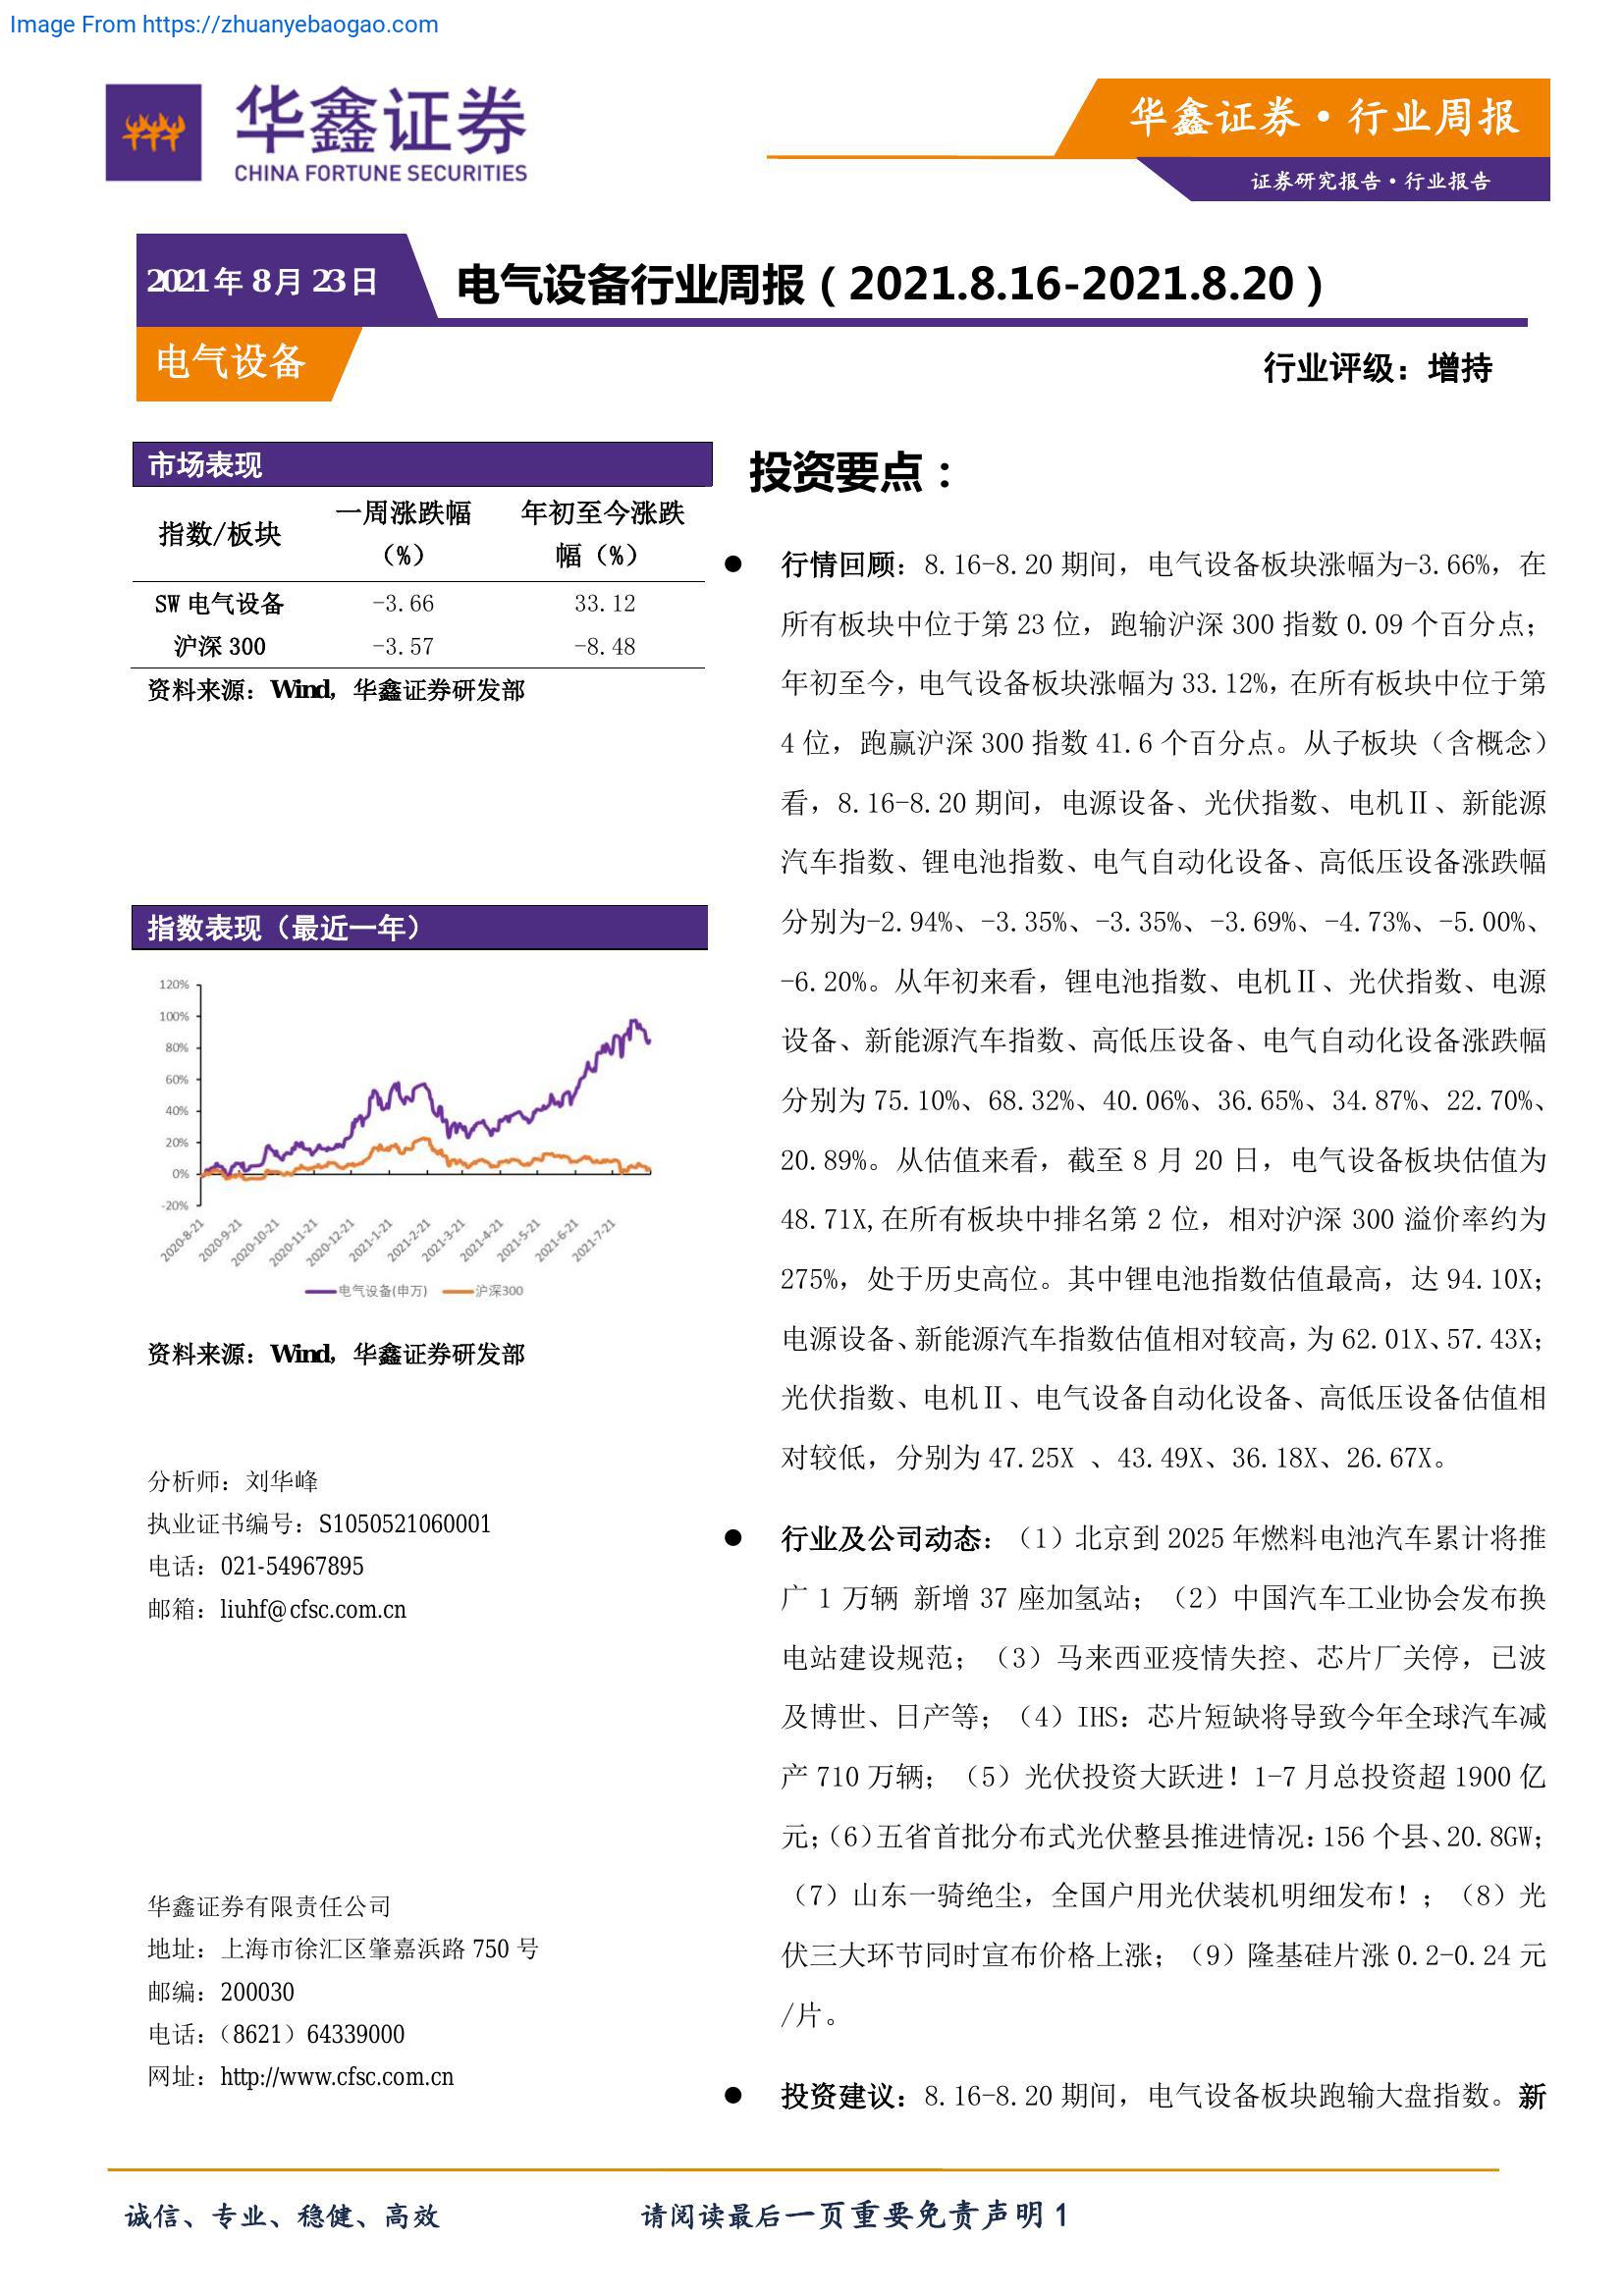 Image From https://zhuanyebaogao.com
华鑫证券
CHINA FORTUNE SECURITIES
华鑫证券·行业周报
证券研究报告·行业报告
2021年8月23日
电气设备行业周报（2021.8.16-2021.8.20）
电气设备
行业评级：增持
市场表现
指数/板块 一周涨跌幅（%） 年初至今涨跌幅（%）
SW 电气设备 -3.66 33.12
沪深 300 -3.57 -8.48
资料来源：Wind，华鑫证券研发部
指数表现（最近一年）
120%
100%
80%
60%
40%
20%
0%
-20%
2020-8-21 2020-9-21 2020-10-21 2020-11-21 2020-12-21 2021-1-21 2021-2-21 2021-3-21 2021-4-21 2021-5-21 2021-6-21 2021-7-21
电气设备(申万) 沪深300
资料来源：Wind，华鑫证券研发部
分析师：刘华峰
执业证书编号：S1050521060001
电话：021-54967895
邮箱：liuhf@cfsc.com.cn
华鑫证券有限责任公司
地址：上海市徐汇区肇嘉浜路 750 号
邮编：200030
电话：（8621）64339000
网址：http://www.cfsc.com.cn
投资要点：
● 行情回顾：8.16-8.20 期间，电气设备板块涨幅为-3.66%，在
所有板块中位于第 23 位，跑输沪深 300 指数 0.09 个百分点；
年初至今，电气设备板块涨幅为 33.12%，在所有板块中位于第
4 位，跑赢沪深 300 指数 41.6 个百分点。从子板块（含概念）
看，8.16-8.20 期间，电源设备、光伏指数、电机Ⅱ、新能源
汽车指数、锂电池指数、电气自动化设备、高低压设备涨跌幅
分别为-2.94%、-3.35%、-3.35%、-3.69%、-4.73%、-5.00%、
-6.20%。从年初来看，锂电池指数、电机Ⅱ、光伏指数、电源
设备、新能源汽车指数、高低压设备、电气自动化设备涨跌幅
分别为 75.10%、68.32%、40.06%、36.65%、34.87%、22.70%、
20.89%。从估值来看，截至 8 月 20 日，电气设备板块估值为
48.71X,在所有板块中排名第 2 位，相对沪深 300 溢价率约为
275%，处于历史高位。其中锂电池指数估值最高，达 94.10X；
电源设备、新能源汽车指数估值相对较高，为 62.01X、57.43X；
光伏指数、电机Ⅱ、电气设备自动化设备、高低压设备估值相
对较低，分别为 47.25X 、43.49X、36.18X、26.67X。
● 行业及公司动态：（1）北京到 2025 年燃料电池汽车累计将推
广 1 万辆 新增 37 座加氢站；（2）中国汽车工业协会发布换
电站建设规范；（3）马来西亚疫情失控、芯片厂关停，已波
及博世、日产等；（4）IHS：芯片短缺将导致今年全球汽车减
产 710 万辆；（5）光伏投资大跃进！1-7 月总投资超 1900 亿
元；（6）五省首批分布式光伏整县推进情况：156 个县、20.8GW；
（7）山东一骑绝尘，全国户用光伏装机明细发布！；（8）光
伏三大环节同时宣布价格上涨；（9）隆基硅片涨 0.2-0.24 元
/片。
● 投资建议：8.16-8.20 期间，电气设备板块跑输大盘指数。新
诚信、专业、稳健、高效
请阅读最后一页重要免责声明 1